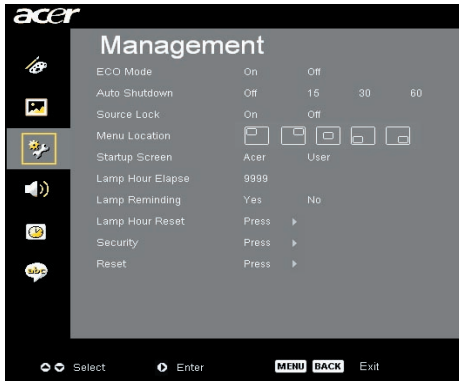 acer
Management
ECO Mode On Off
Auto Shutdown Off 15 30 60
Source Lock On Off
Menu Location
Startup Screen Acer User
Lamp Hour Elapse 9999
Lamp Reminding Yes No
Lamp Hour Reset Press
Security Press
Reset Press
abc
Select Enter MENU BACK Exit